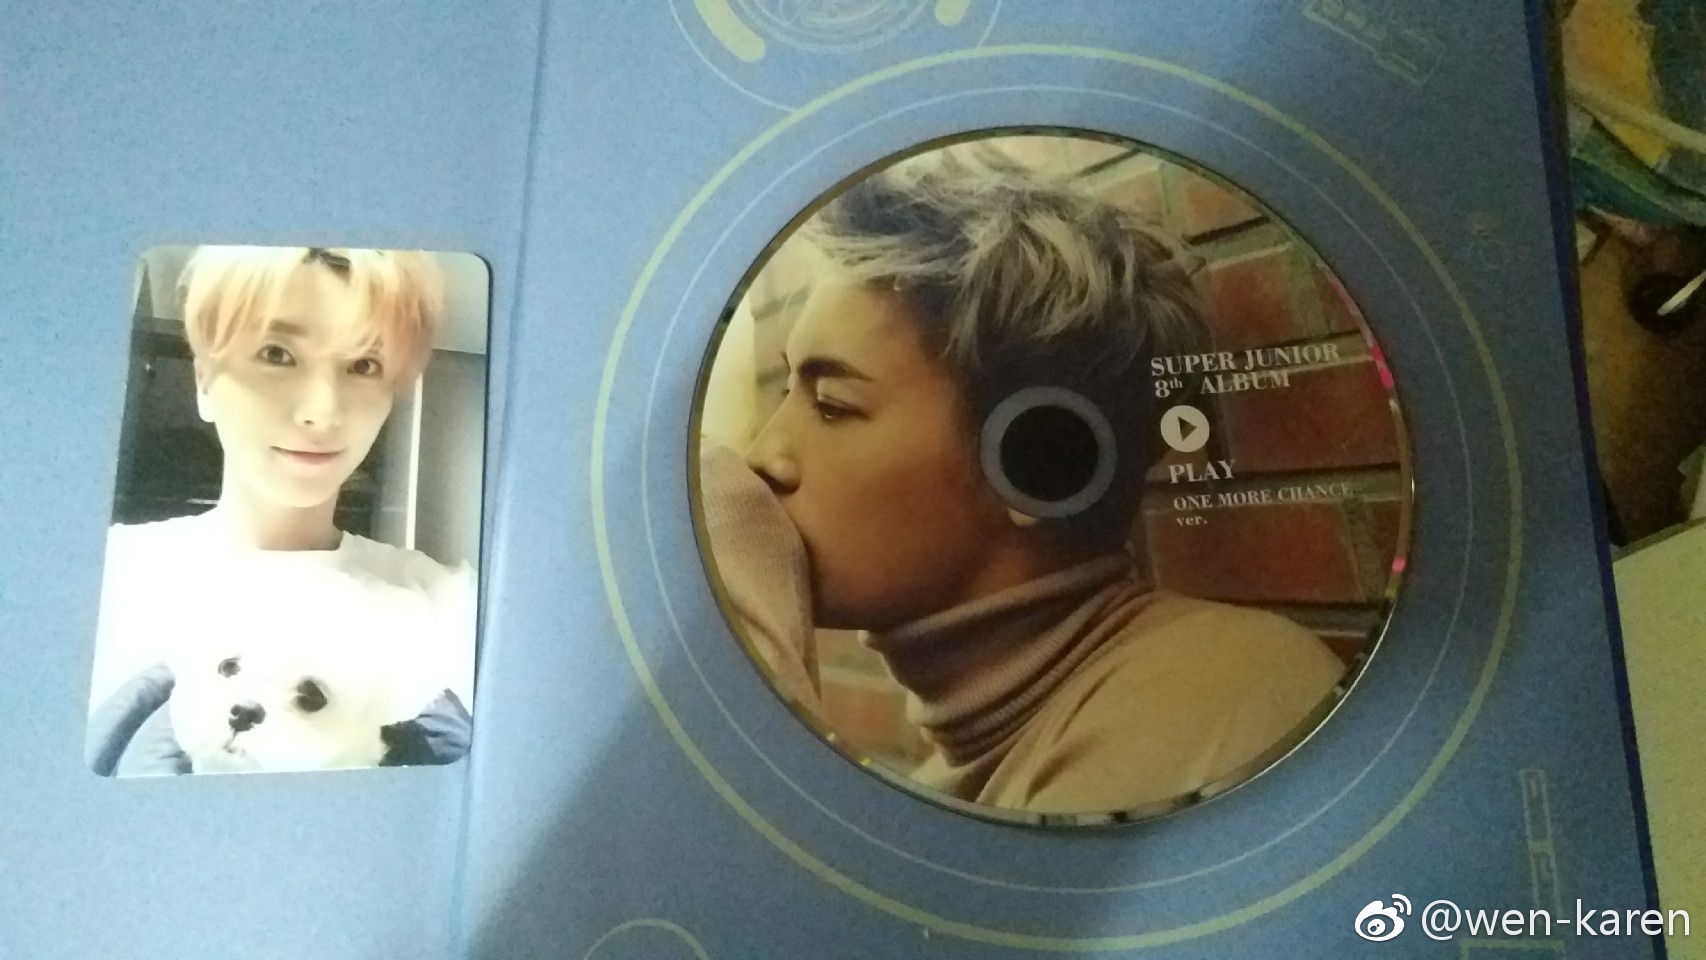 SUPER JUNIOR
8th ALBUM
PLAY
ONE MORE CHANCE
ver.
@wen-karen